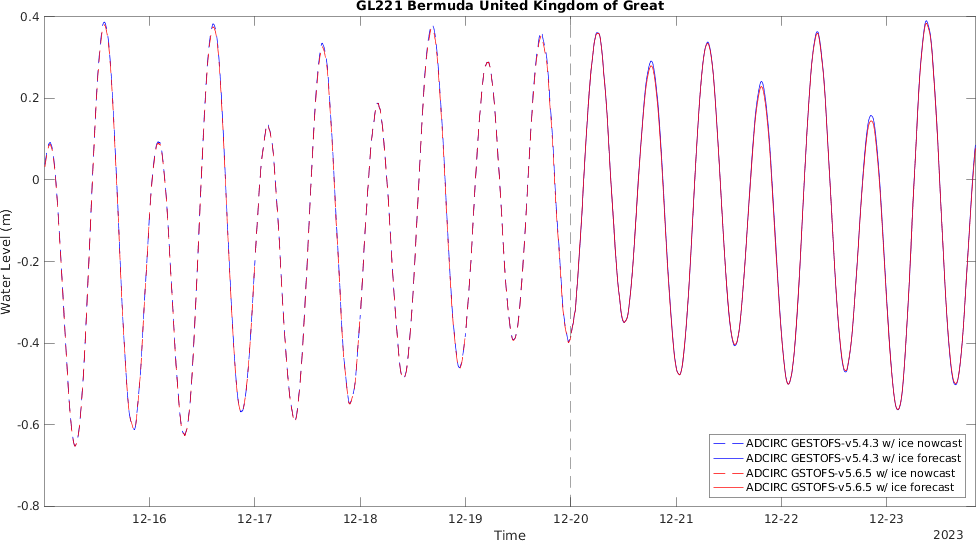 GL221 Bermuda United Kingdom of Great
0.4
0.2
0
-0.2
-0.4
-0.6
-0.8
Water Level (m)
12-16
12-17
12-18
12-19
12-20
12-21
12-22
12-23
Time
2023
ADCIRC GESTOFS-v5.4.3 w/ ice nowcast
ADCIRC GESTOFS-v5.4.3 w/ ice forecast
ADCIRC GSTOFS-v5.6.5 w/ ice nowcast
ADCIRC GSTOFS-v5.6.5 w/ ice forecast